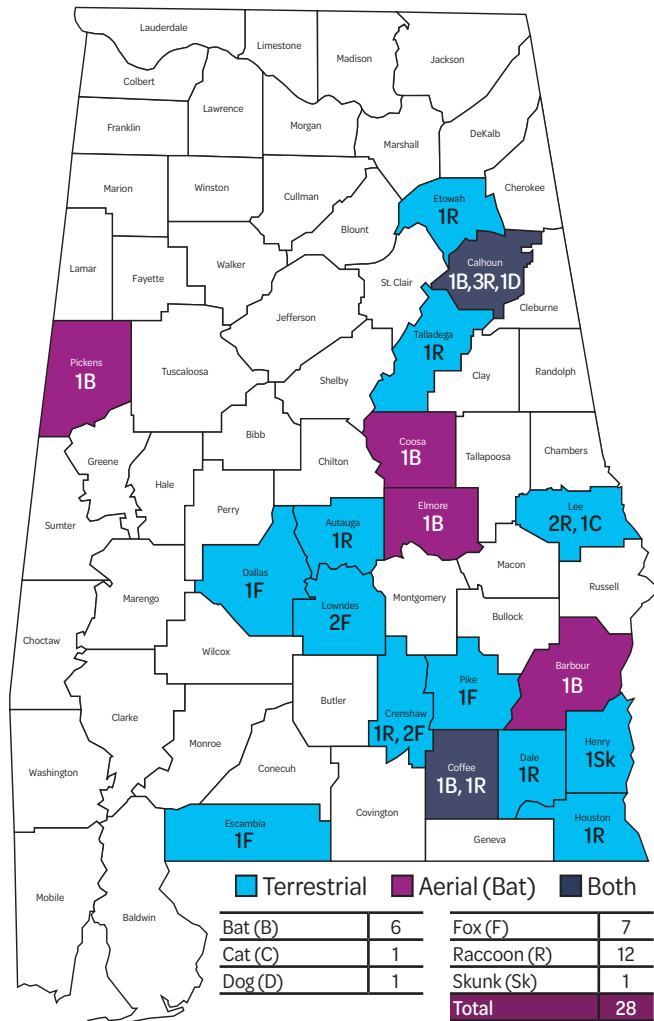 Lauderdale
Limestone
Madison
Jackson
Colbert
Lawrence
Franklin
Morgan
Marshall
DeKalb
Marion
Winston
Cullman
Cherokee
Etowah
1R
Blount
Lamar
Fayette
Walker
St. Clair
Calhoun
1B,3R,1D
Cleburne
Jefferson
Talladega
1R
Pickens
1B
Tuscaloosa
Shelby
Clay
Randolph
Bibb
Coosa
1B
Tallapoosa
Chambers
Greene
Hale
Chilton
Perry
Sumter
Autauga
1R
Elmore
1B
Lee
2R, 1C
Dallas
1F
Macon
Marengo
Lowndes
2F
Montgomery
Russell
Bullock
Choctaw
Wilcox
Barbour
1B
Pike
1F
Butler
Crenshaw
1R, 2F
Clarke
Monroe
Henry
1Sk
Coffee
1B, 1R
Dale
1R
Washington
Conecuh
Covington
Escambia
1F
Houston
1R
Geneva
Mobile
Baldwin
Terrestrial Aerial (Bat) Both
Bat (B) 6
Cat (C) 1
Dog (D) 1
Fox (F) 7
Raccoon (R) 12
Skunk (Sk) 1
Total 28